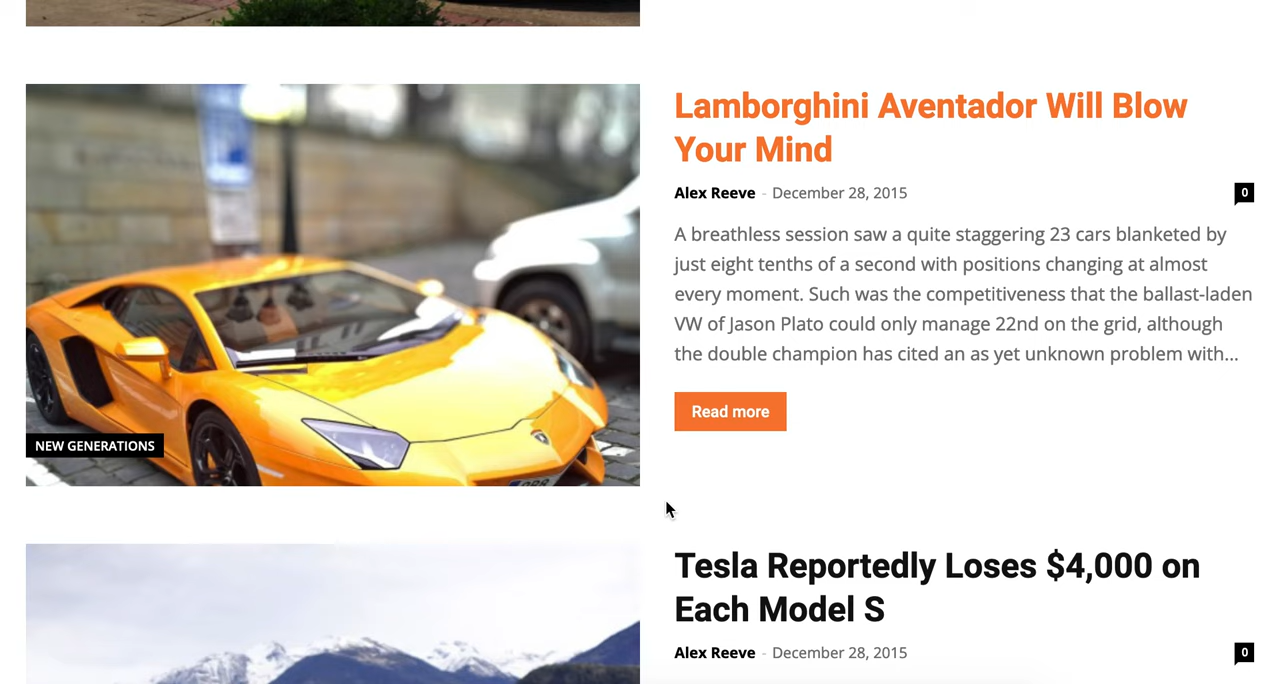 Lamborghini Aventador Will Blow
Your Mind
Alex Reeve - December 28, 2015
0
A breathless session saw a quite staggering 23 cars blanketed by
just eight tenths of a second with positions changing at almost
every moment. Such was the competitiveness that the ballast-laden
VW of Jason Plato could only manage 22nd on the grid, although
the double champion has cited an as yet unknown problem with...
Read more
NEW GENERATIONS
Tesla Reportedly Loses $4,000 on
Each Model S
Alex Reeve - December 28, 2015
0